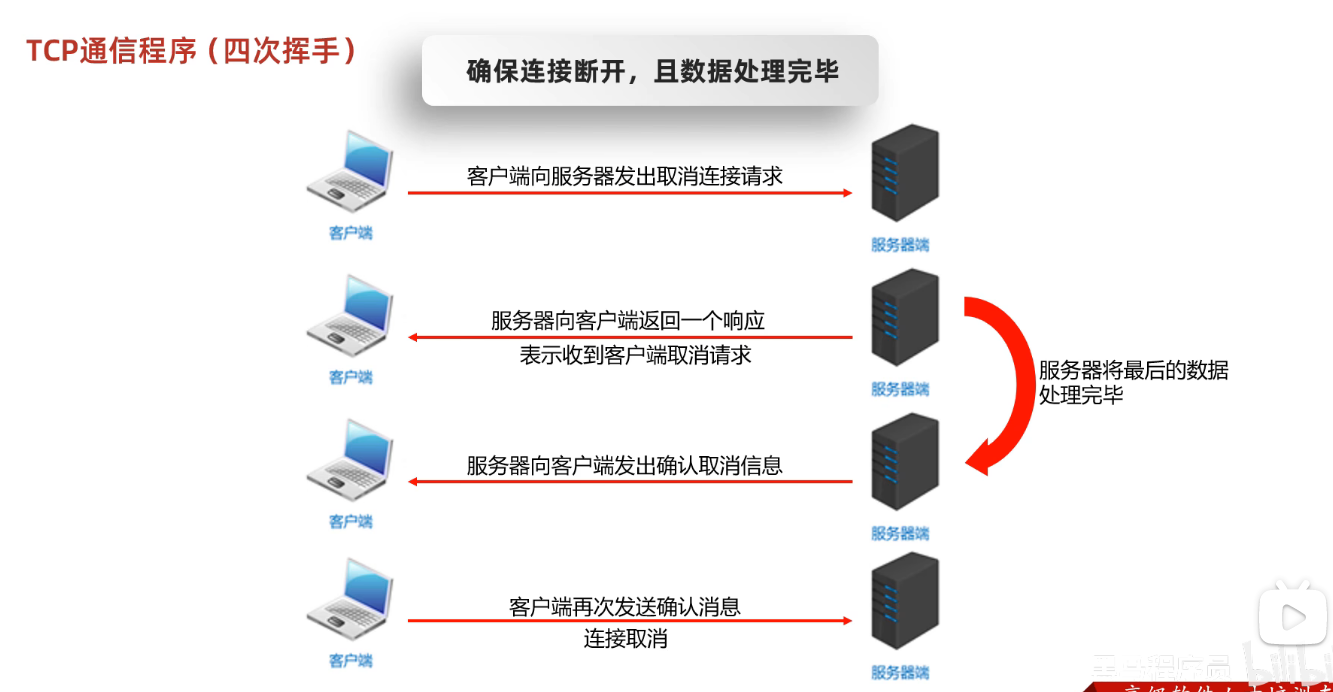 TCP通信程序（四次挥手）
确保连接断开，且数据处理完毕
客户端向服务器发出取消连接请求
客户端
服务器端
服务器向客户端返回一个响应
表示收到客户端取消请求
客户端
服务器端
服务器将最后的数据
处理完毕
服务器向客户端发出确认取消信息
客户端
服务器端
客户端再次发送确认消息
连接取消
客户端
服务器端